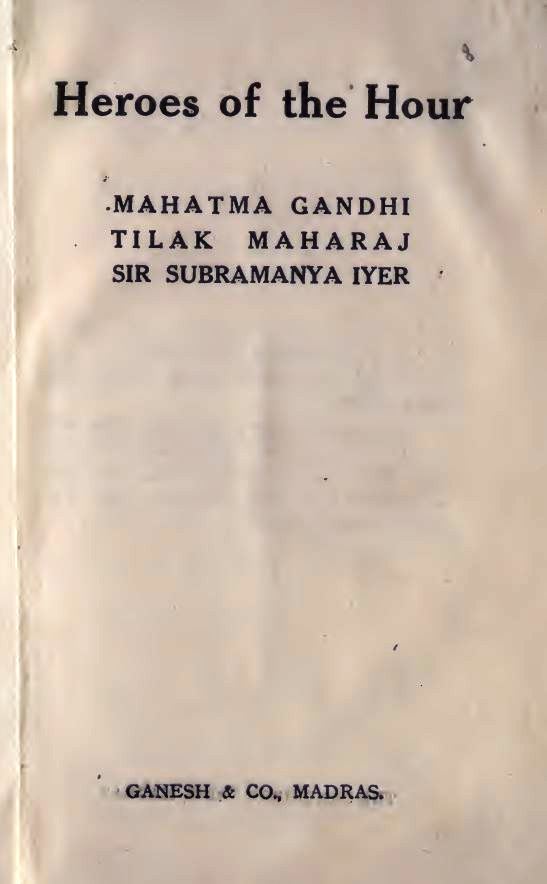 Heroes of the Hour
MAHATMA GANDHI
TILAK MAHARAJ
SIR SUBRAMANYA IYER
GANESH & CO., MADRAS.